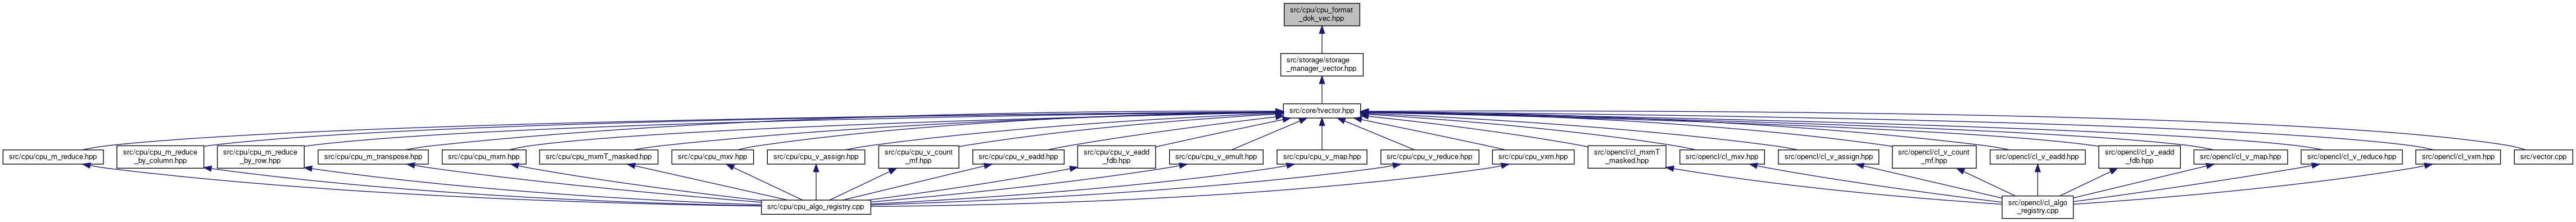 src/cpu/cpu_format
_dok_vec.hpp
src/storage/storage
_manager_vector.hpp
src/core/tvector.hpp
src/cpu/cpu_m_reduce.hpp
src/cpu/cpu_m_reduce
_by_column.hpp
src/cpu/cpu_m_reduce
_by_row.hpp
src/cpu/cpu_m_transpose.hpp
src/cpu/cpu_mxm.hpp
src/cpu/cpu_mxmT_masked.hpp
src/cpu/cpu_mxv.hpp
src/cpu/cpu_v_assign.hpp
src/cpu/cpu_v_count
_mf.hpp
src/cpu/cpu_v_eadd.hpp
src/cpu/cpu_v_eadd
_fdb.hpp
src/cpu/cpu_v_emult.hpp
src/cpu/cpu_v_map.hpp
src/cpu/cpu_v_reduce.hpp
src/cpu/cpu_vxm.hpp
src/opencl/cl_mxmT
_masked.hpp
src/opencl/cl_mxv.hpp
src/opencl/cl_v_assign.hpp
src/opencl/cl_v_count
_mf.hpp
src/opencl/cl_v_eadd.hpp
src/opencl/cl_v_eadd
_fdb.hpp
src/opencl/cl_v_map.hpp
src/opencl/cl_v_reduce.hpp
src/opencl/cl_vxm.hpp
src/vector.cpp
src/cpu/cpu_algo_registry.cpp
src/opencl/cl_algo
_registry.cpp